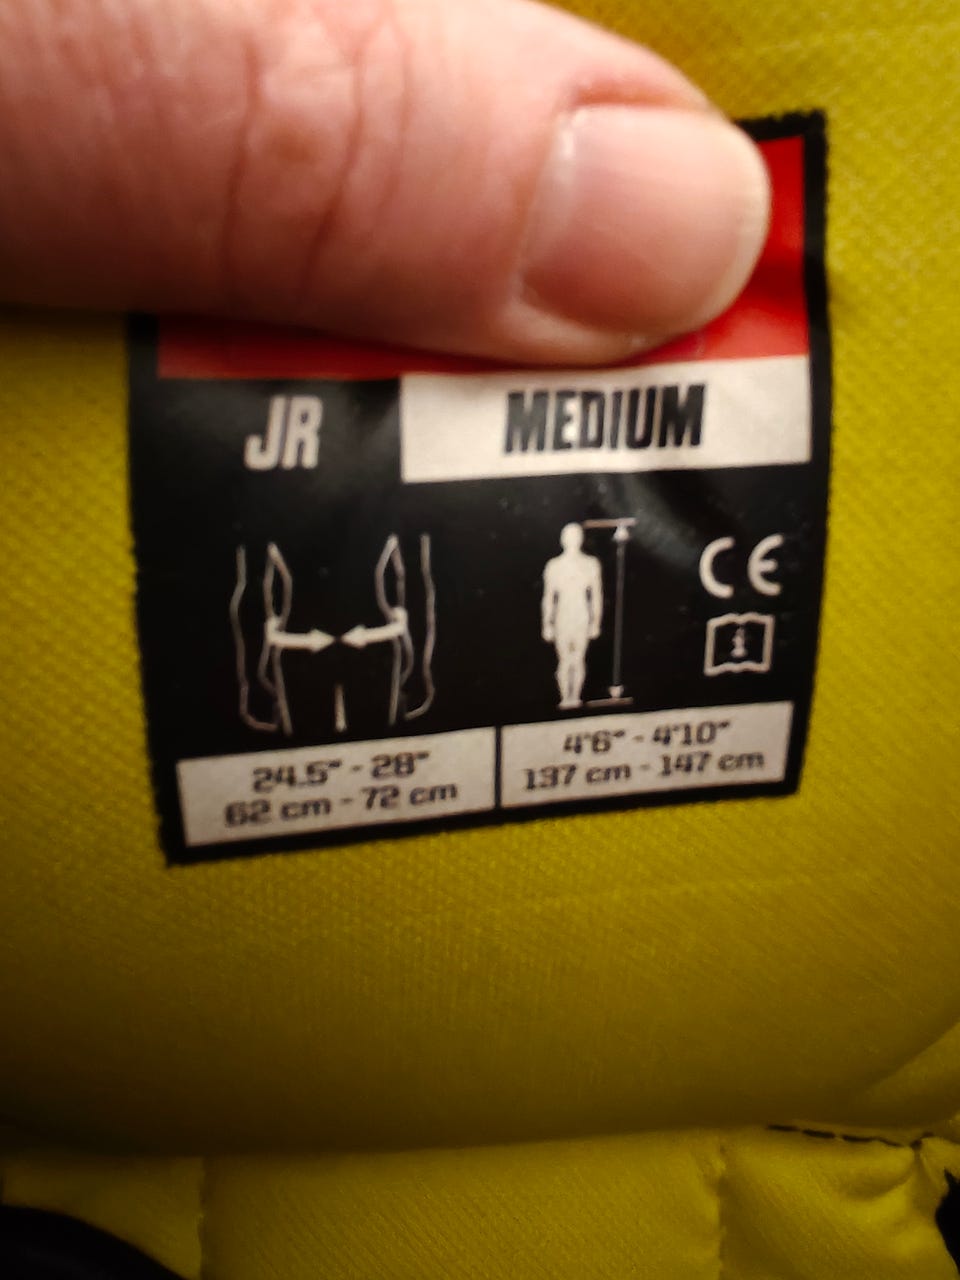 JR MEDIUM
CE
i
24.5" - 28"
62 cm - 72 cm
4'6" - 4'10"
137 cm - 147 cm